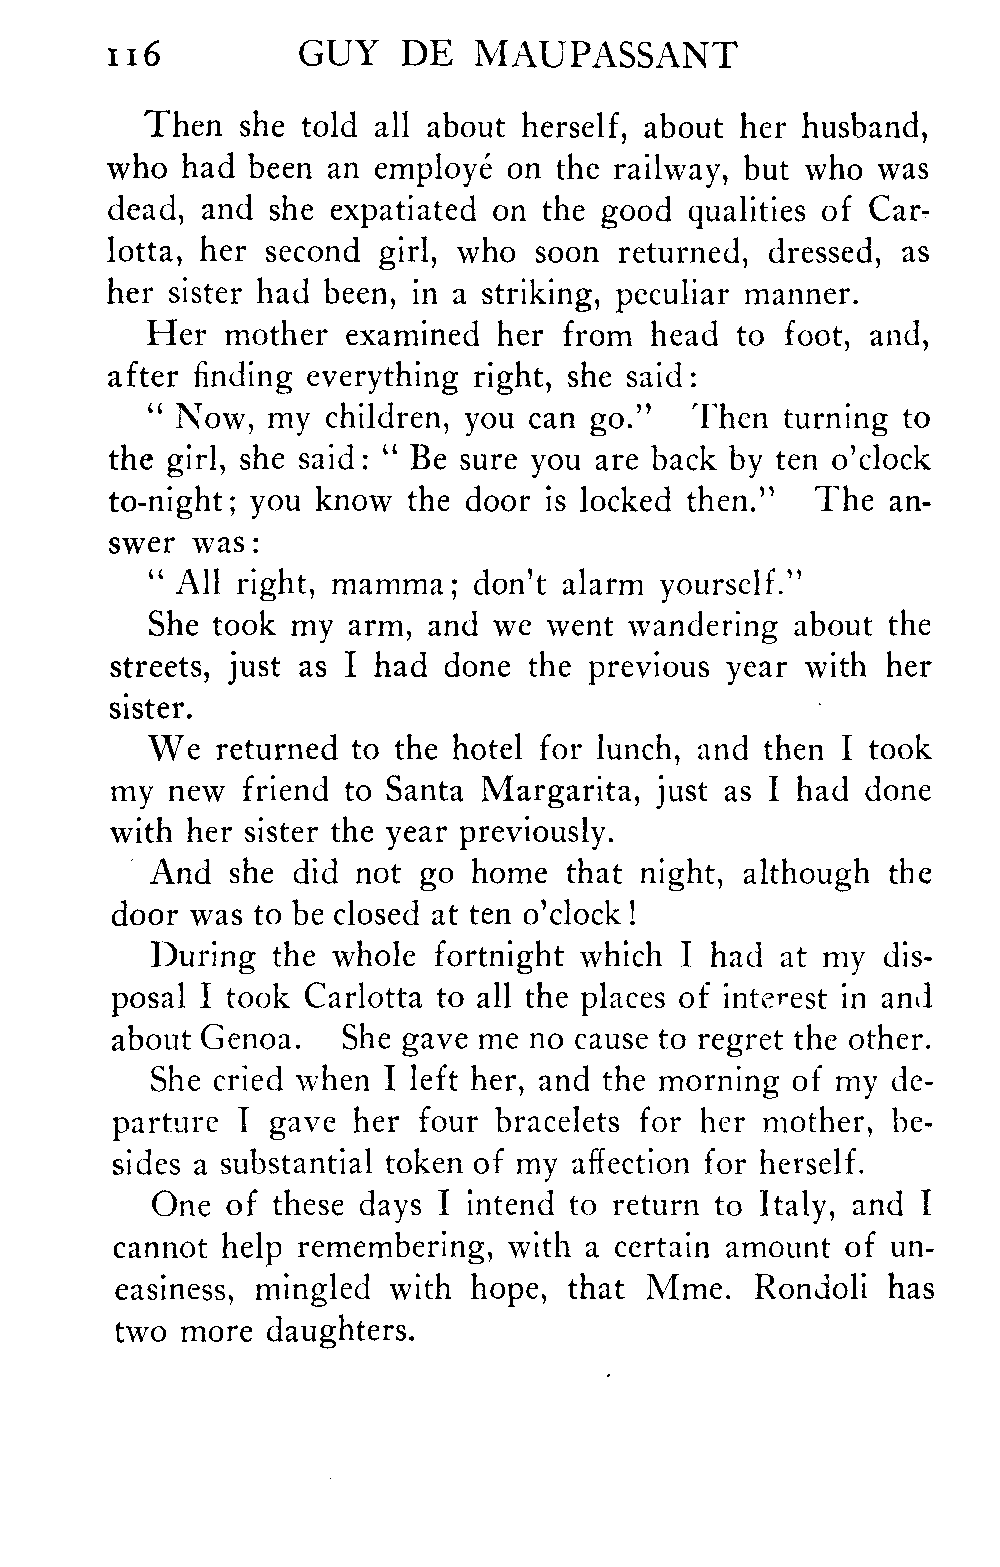 116 GUY DE MAUPASSANT
Then she told all about herself, about her husband,
who had been an employé on the railway, but who was
dead, and she expatiated on the good qualities of Car-
lotta, her second girl, who soon returned, dressed, as
her sister had been, in a striking, peculiar manner.
Her mother examined her from head to foot, and,
after finding everything right, she said:
" Now, my children, you can go." Then turning to
the girl, she said: " Be sure you are back by ten o'clock
to-night; you know the door is locked then." The an-
swer was:
" All right, mamma; don't alarm yourself."
She took my arm, and we went wandering about the
streets, just as I had done the previous year with her
sister.
We returned to the hotel for lunch, and then I took
my new friend to Santa Margarita, just as I had done
with her sister the year previously.
And she did not go home that night, although the
door was to be closed at ten o'clock!
During the whole fortnight which I had at my dis-
posal I took Carlotta to all the places of interest in and
about Genoa. She gave me no cause to regret the other.
She cried when I left her, and the morning of my de-
parture I gave her four bracelets for her mother, be-
sides a substantial token of my affection for herself.
One of these days I intend to return to Italy, and I
cannot help remembering, with a certain amount of un-
easiness, mingled with hope, that Mme. Rondoli has
two more daughters.